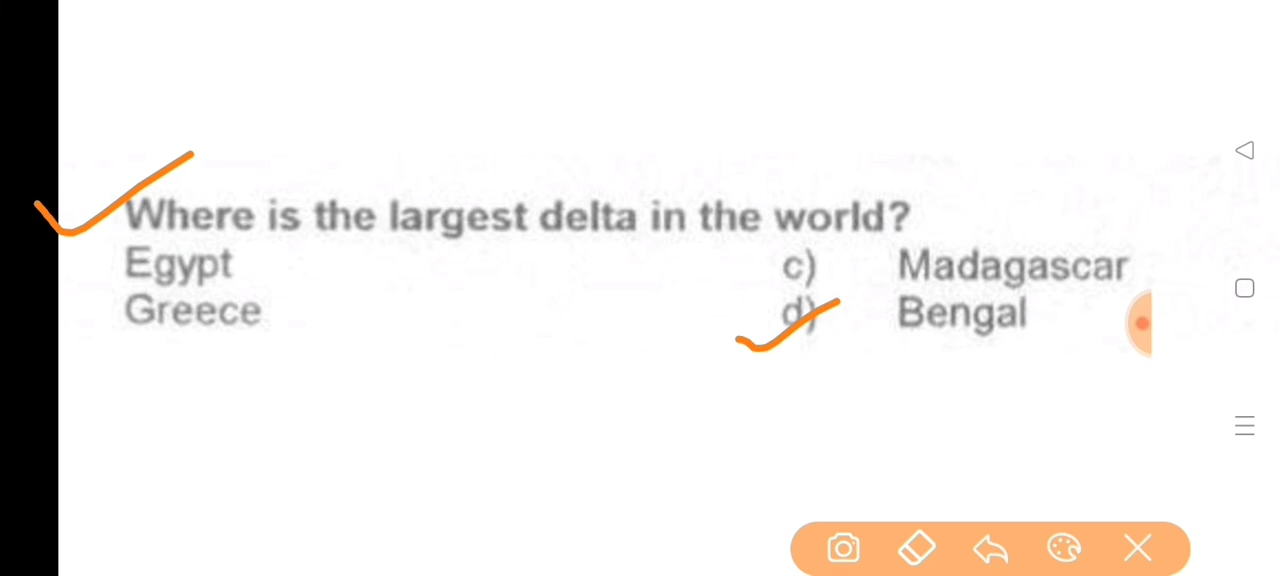 Where is the largest delta in the world?
Egypt c) Madagascar
Greece d) Bengal